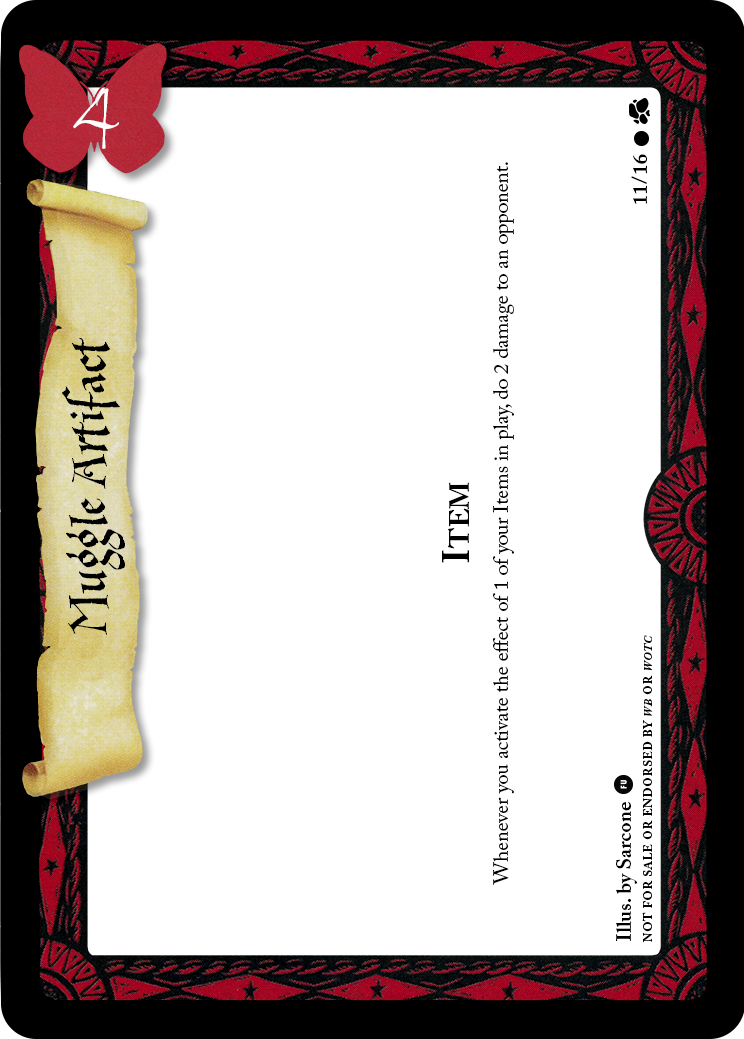 4
Muggle Artifact
ITEM
Whenever you activate the effect of 1 of your Items in play, do 2 damage to an opponent.
Illus. by Sarcone FU
NOT FOR SALE OR ENDORSED BY WB OR WOTC
11/16